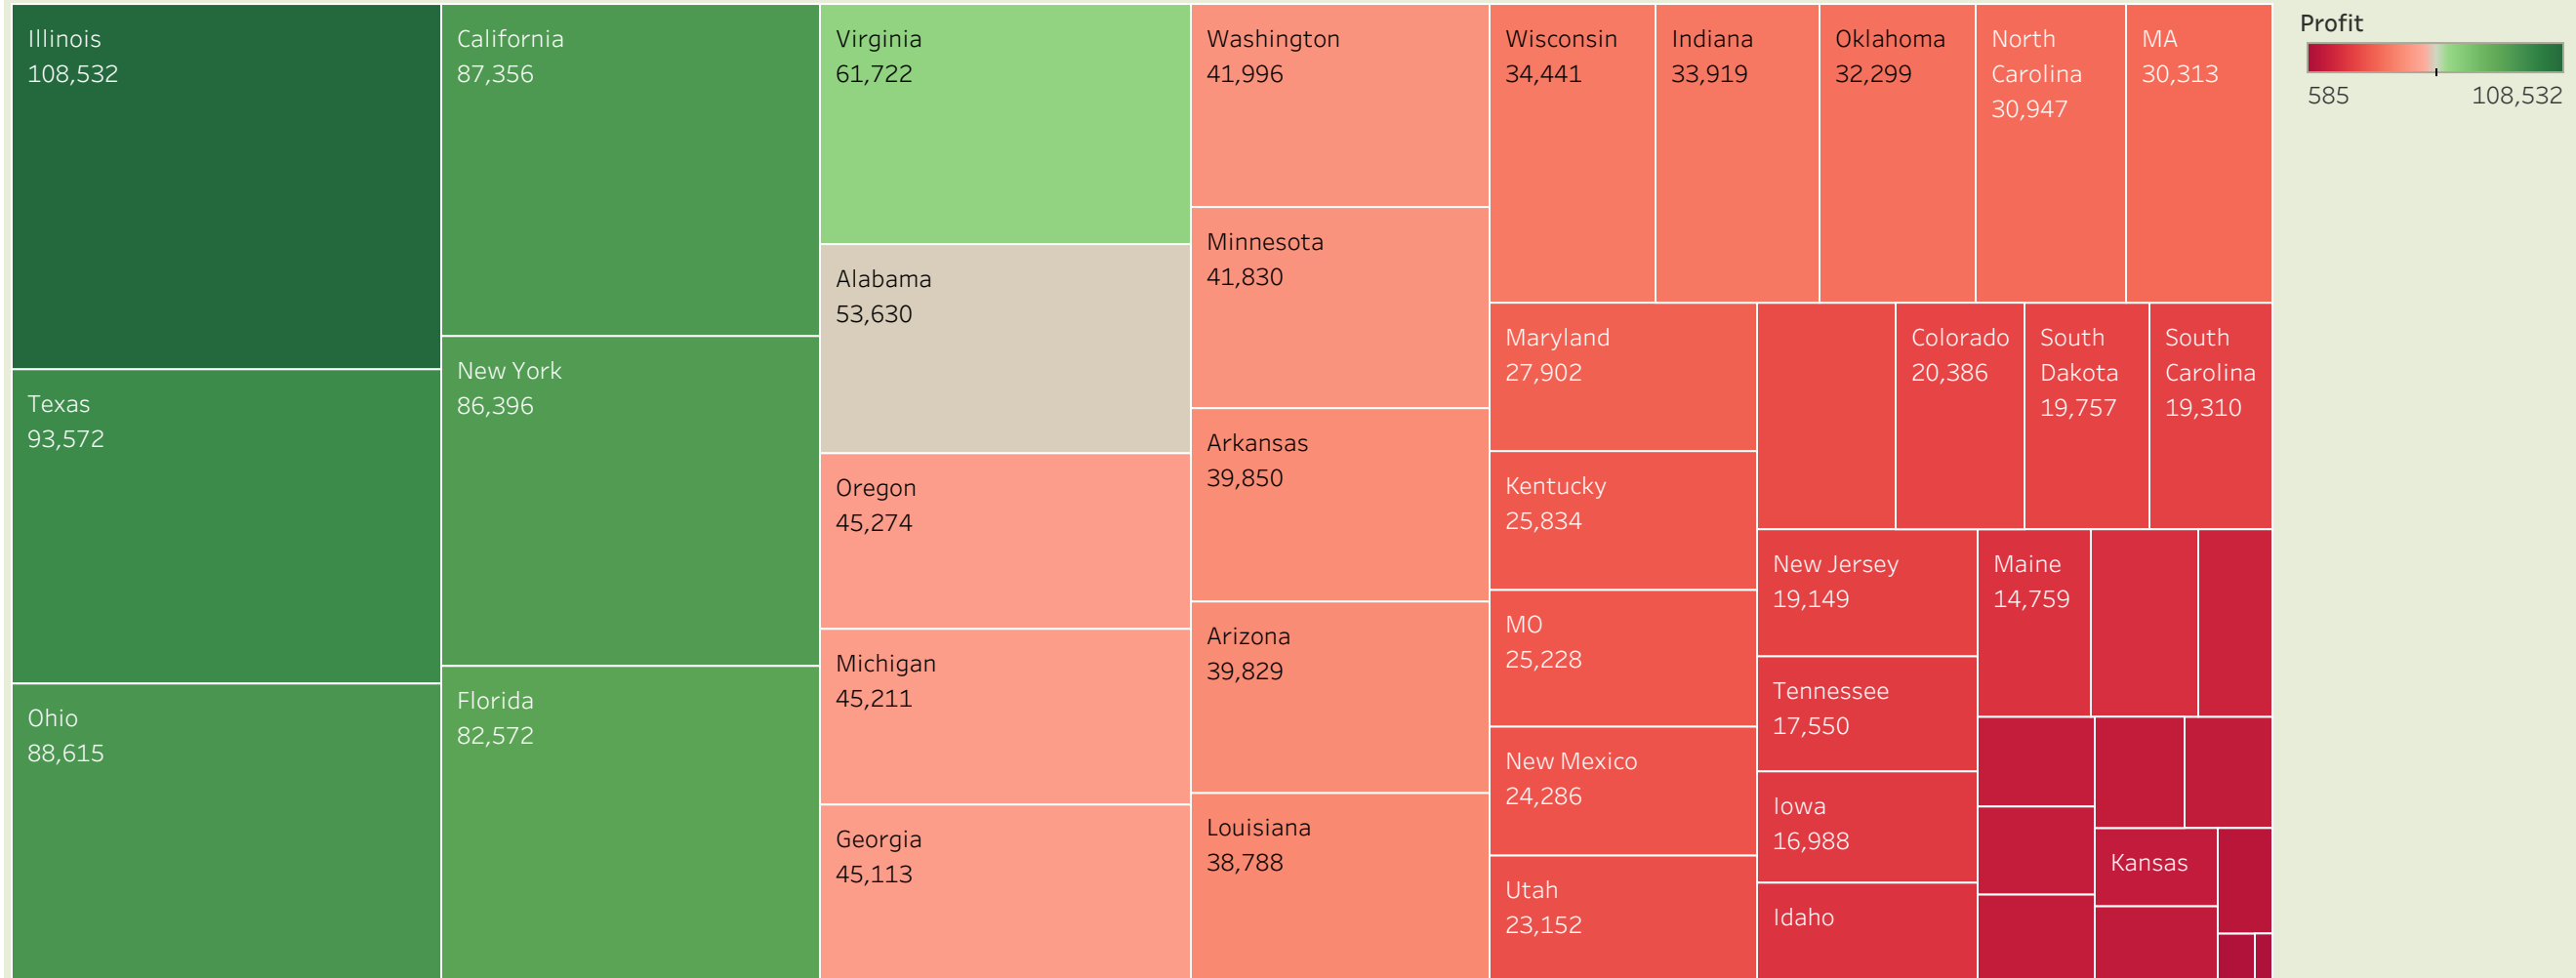 Illinois
108,532
Texas
93,572
Ohio
88,615
California
87,356
New York
86,396
Florida
82,572
Virginia
61,722
Alabama
53,630
Oregon
45,274
Michigan
45,211
Georgia
45,113
Washington
41,996
Minnesota
41,830
Arkansas
39,850
Arizona
39,829
Louisiana
38,788
Wisconsin
34,441
Indiana
33,919
Oklahoma
32,299
North
Carolina
30,947
MA
30,313
Maryland
27,902
Kentucky
25,834
MO
25,228
New Mexico
24,286
Utah
23,152
Colorado
20,386
South
Dakota
19,757
South
Carolina
19,310
New Jersey
19,149
Tennessee
17,550
Iowa
16,988
Idaho
Maine
14,759
Kansas
Profit
585 108,532